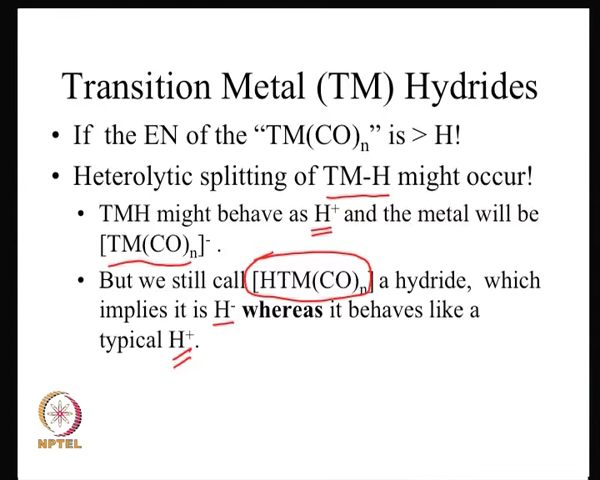 Transition Metal (TM) Hydrides
• If the EN of the “TM(CO)n” is > H!
• Heterolytic splitting of TM-H might occur!
• TMH might behave as H+ and the metal will be
[TM(CO)n]- .
• But we still call [HTM(CO)n] a hydride, which
implies it is H- whereas it behaves like a
typical H+.
NPTEL